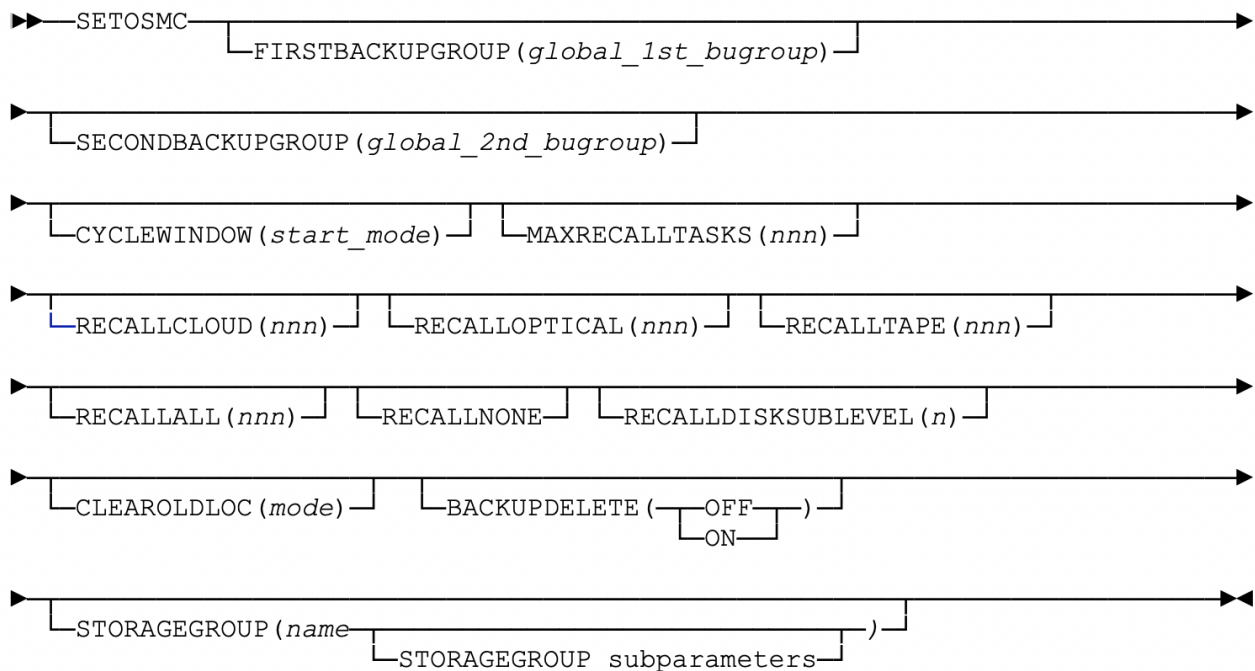 SETOSMC
FIRSTBACKUPGROUP(global_1st_bugroup)
SECONDBACKUPGROUP(global_2nd_bugroup)
CYCLEWINDOW(start_mode) MAXRECALLTASKS(nnn)
RECALLCLOUD(nnn) RECALLOPTICAL(nnn) RECALLTAPE(nnn)
RECALLALL(nnn) RECALLNONE RECALLDISKSUBLEVEL(n)
CLEAROLDLOC(mode) BACKUPDELETE( OFF )
ON
STORAGEGROUP(name )
STORAGEGROUP subparameters